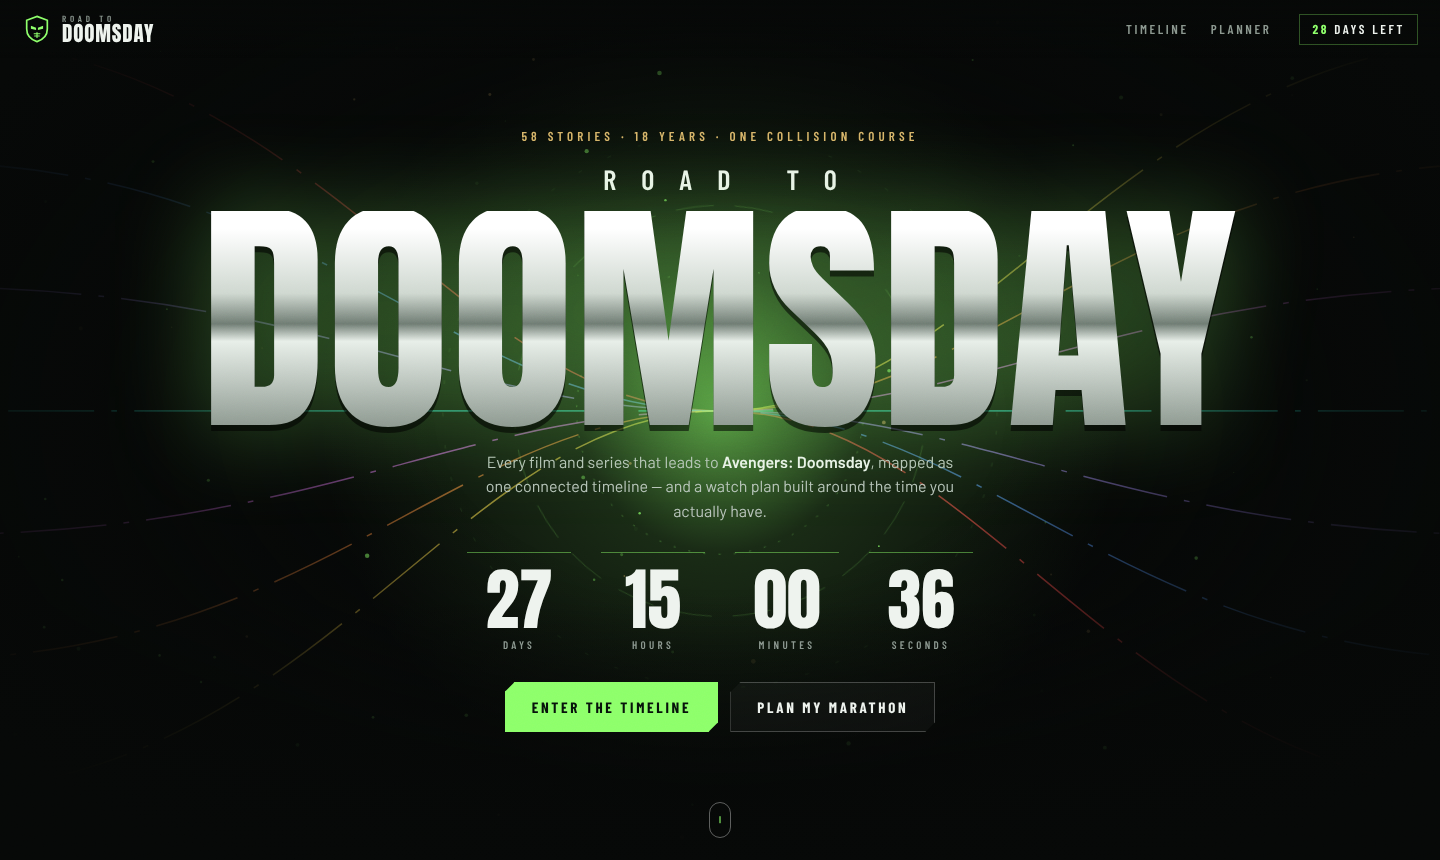 ROAD TO
DOOMSDAY
TIMELINE
PLANNER
28 DAYS LEFT
58 STORIES · 18 YEARS · ONE COLLISION COURSE
ROAD TO
DOOMSDAY
Every film and series that leads to Avengers: Doomsday, mapped as
one connected timeline — and a watch plan built around the time you
actually have.
27
15
00
36
DAYS
HOURS
MINUTES
SECONDS
ENTER THE TIMELINE
PLAN MY MARATHON